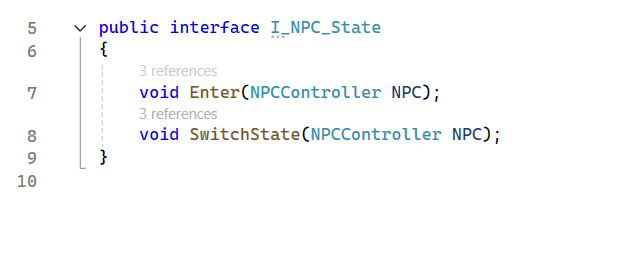 5 public interface I_NPC_State
6 {
3 references
7 void Enter(NPCController NPC);
3 references
8 void SwitchState(NPCController NPC);
9 }
10